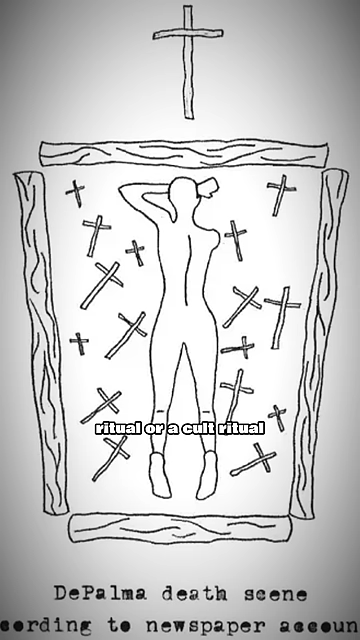 ritual or a cult ritual
DePalma death scene
cording to newspaper accoun